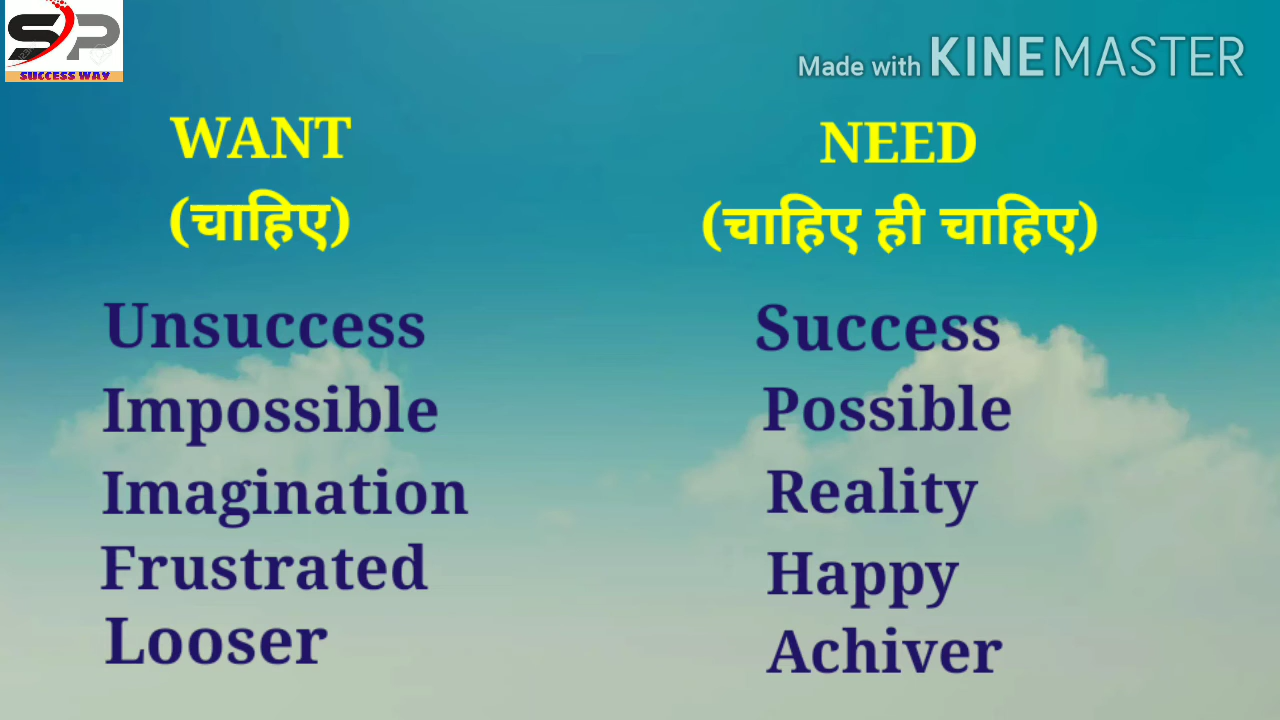 SP
SUCCESS WAY
Made with KINEMASTER
WANT
(चाहिए)
Unsuccess
Impossible
Imagination
Frustrated
Looser
NEED
(चाहिए ही चाहिए)
Success
Possible
Reality
Happy
Achiver